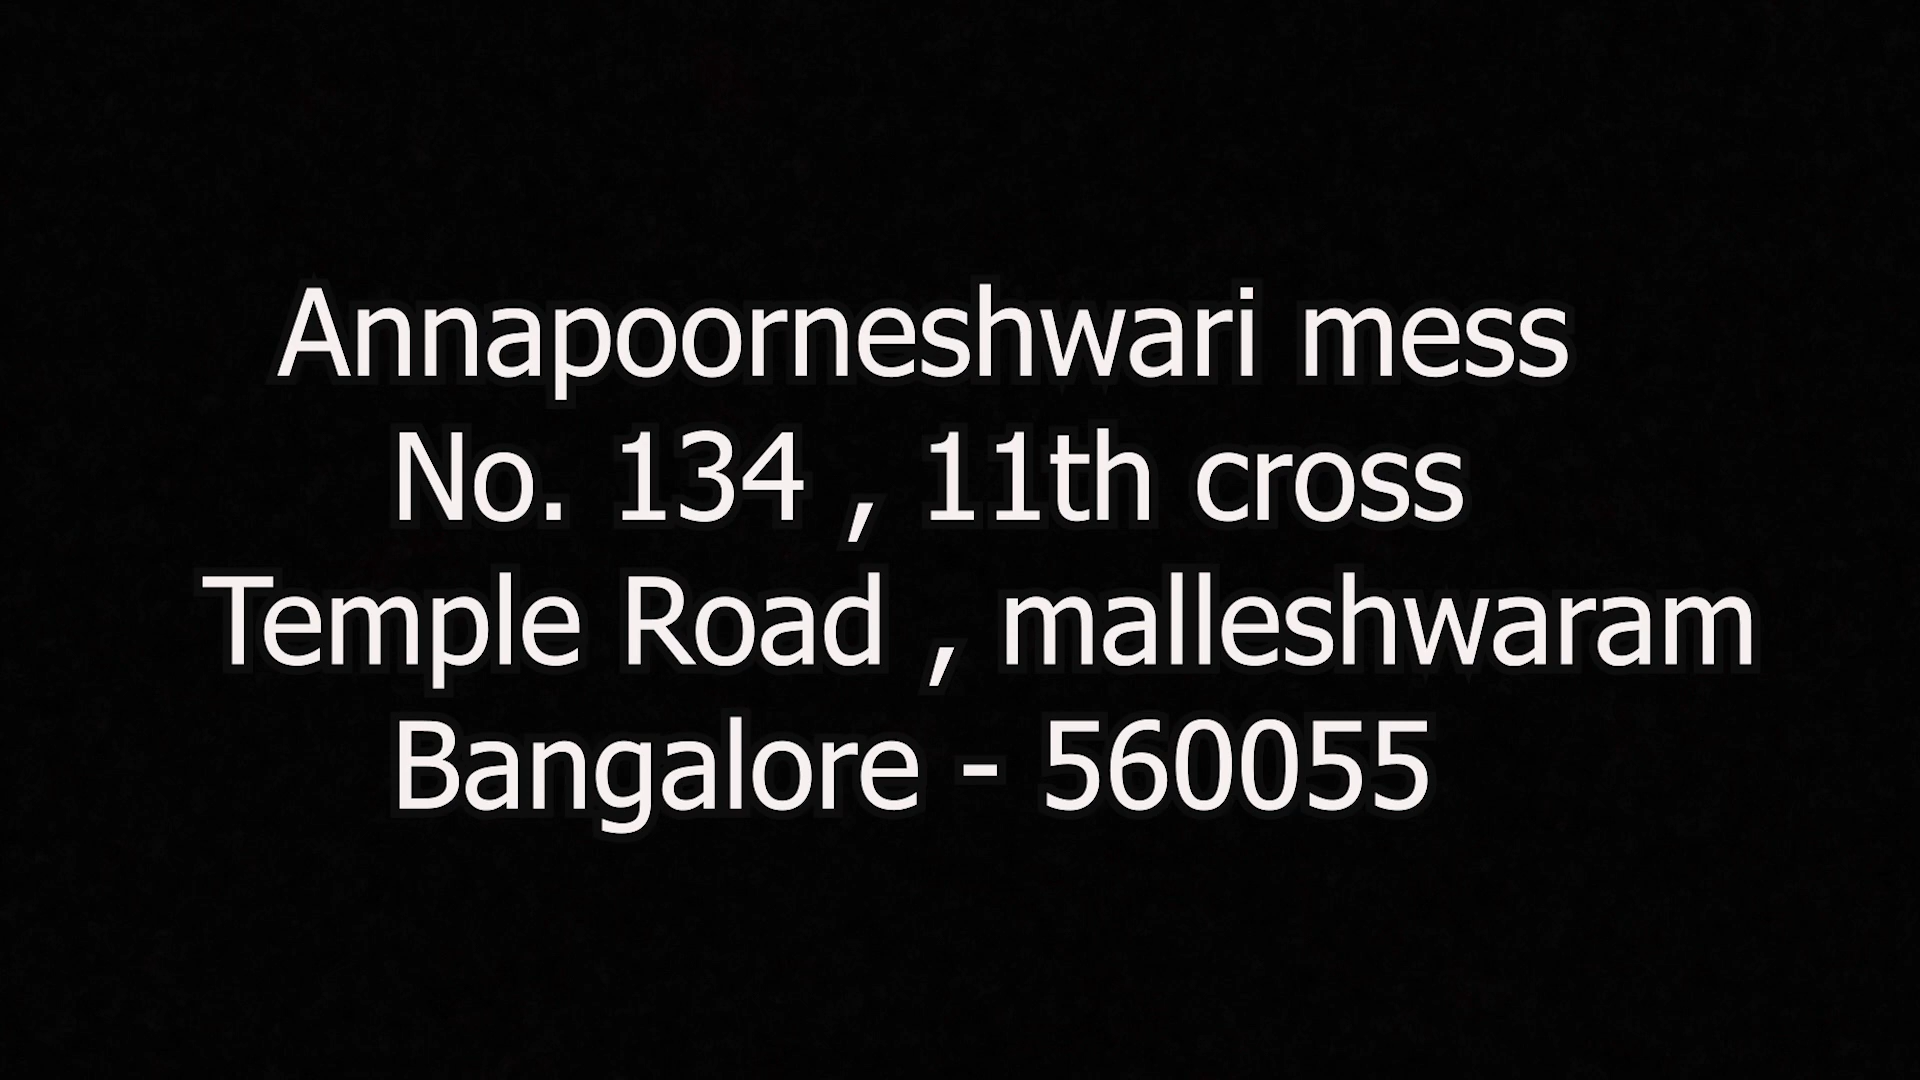 Annapoorneshwari mess
No. 134 , 11th cross
Temple Road , malleshwaram
Bangalore - 560055